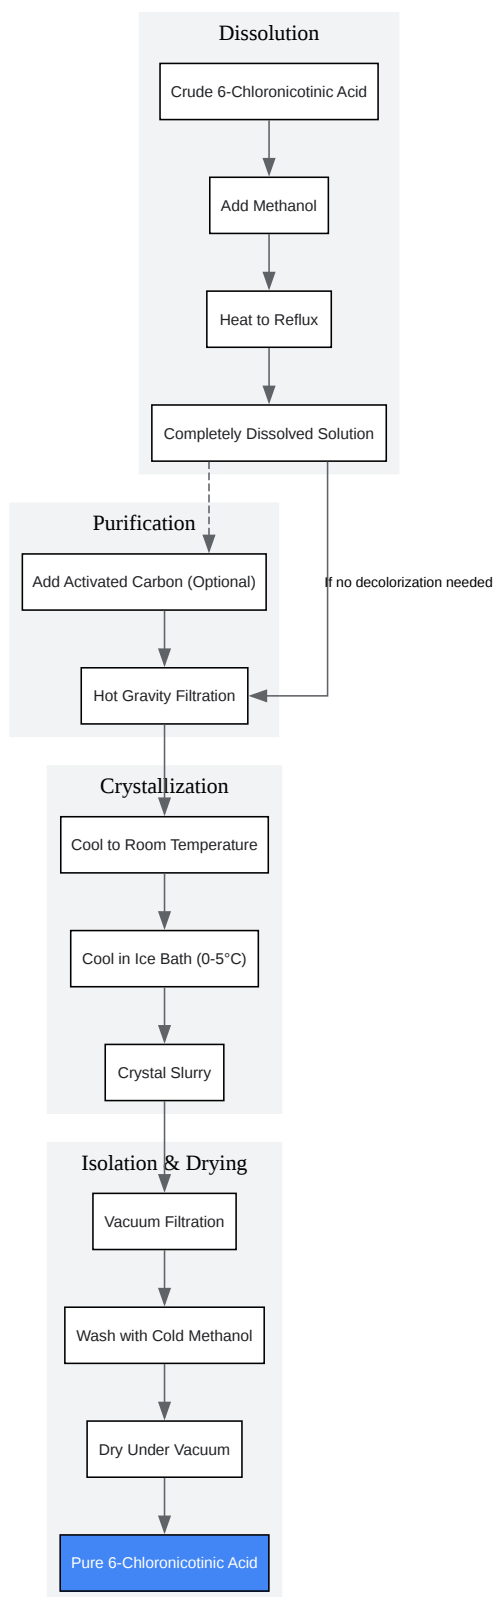 Dissolution
Crude 6-Chloronicotinic Acid
Add Methanol
Heat to Reflux
Completely Dissolved Solution
Purification
Add Activated Carbon (Optional)
If no decolorization needed
Hot Gravity Filtration
Crystallization
Cool to Room Temperature
Cool in Ice Bath (0-5°C)
Crystal Slurry
Isolation & Drying
Vacuum Filtration
Wash with Cold Methanol
Dry Under Vacuum
Pure 6-Chloronicotinic Acid